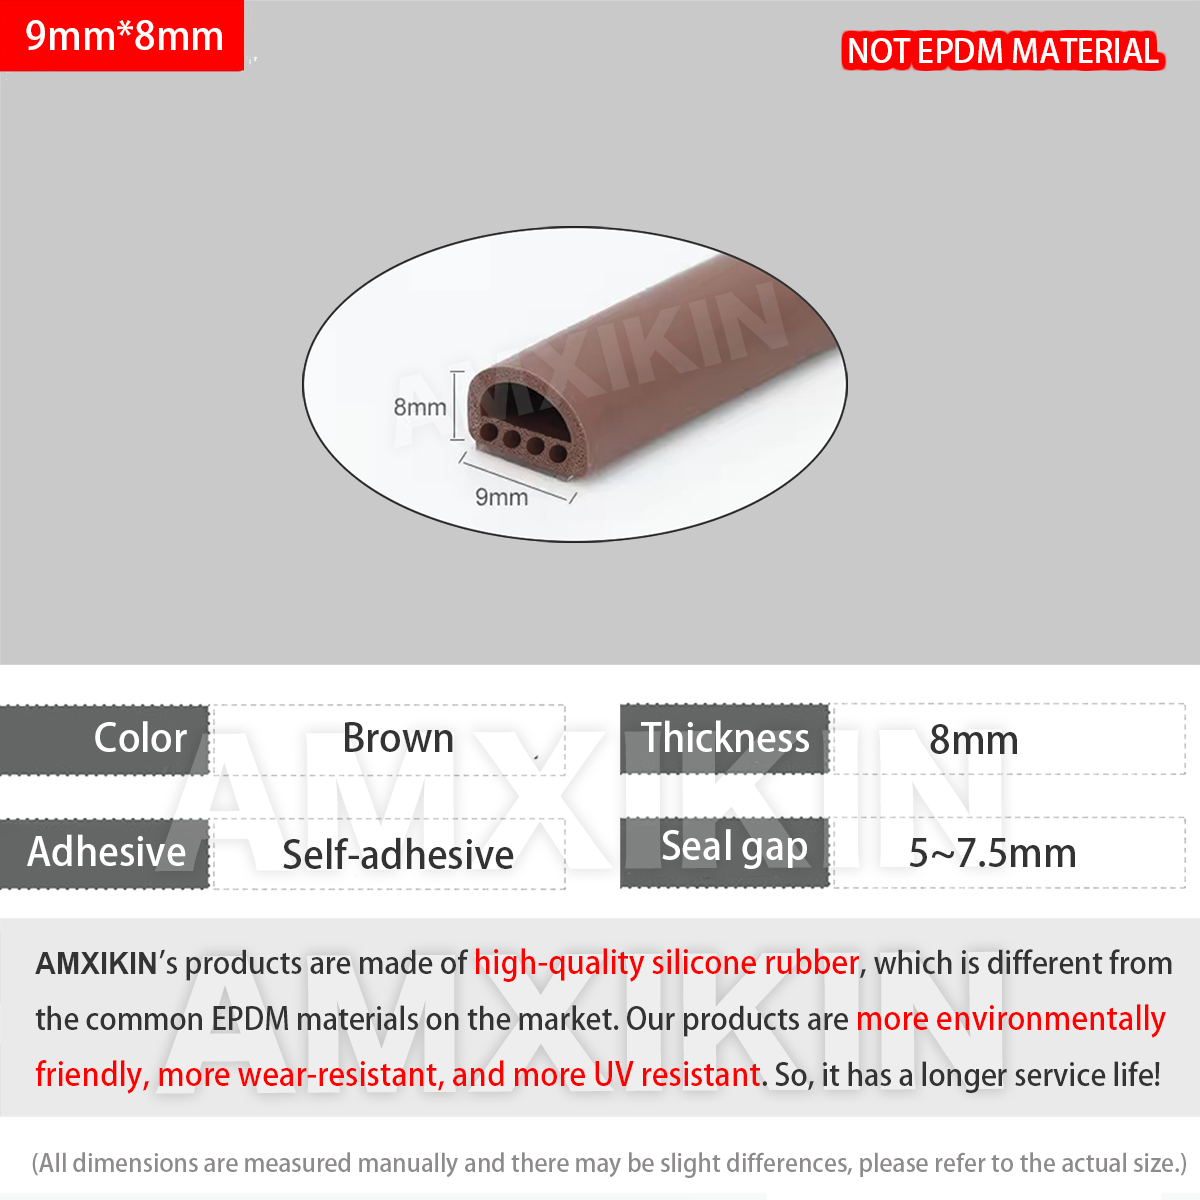 9mm*8mm
NOT EPDM MATERIAL
AMXIKIN
8mm
9mm
Color
Brown
Thickness
8mm
AMXIKIN
Adhesive
Self-adhesive
Seal gap
5~7.5mm
AMXIKIN's products are made of high-quality silicone rubber, which is different from
the common EPDM materials on the market. Our products are more environmentally
friendly, more wear-resistant, and more UV resistant. So, it has a longer service life!
AMXIKIN
(All dimensions are measured manually and there may be slight differences, please refer to the actual size.)